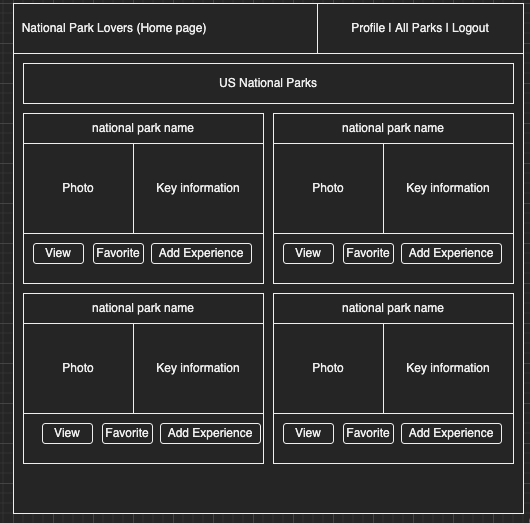 National Park Lovers (Home page)
Profile I All Parks I Logout
US National Parks
national park name
Photo
Key information
View
Favorite
Add Experience
national park name
Photo
Key information
View
Favorite
Add Experience
national park name
Photo
Key information
View
Favorite
Add Experience
national park name
Photo
Key information
View
Favorite
Add Experience